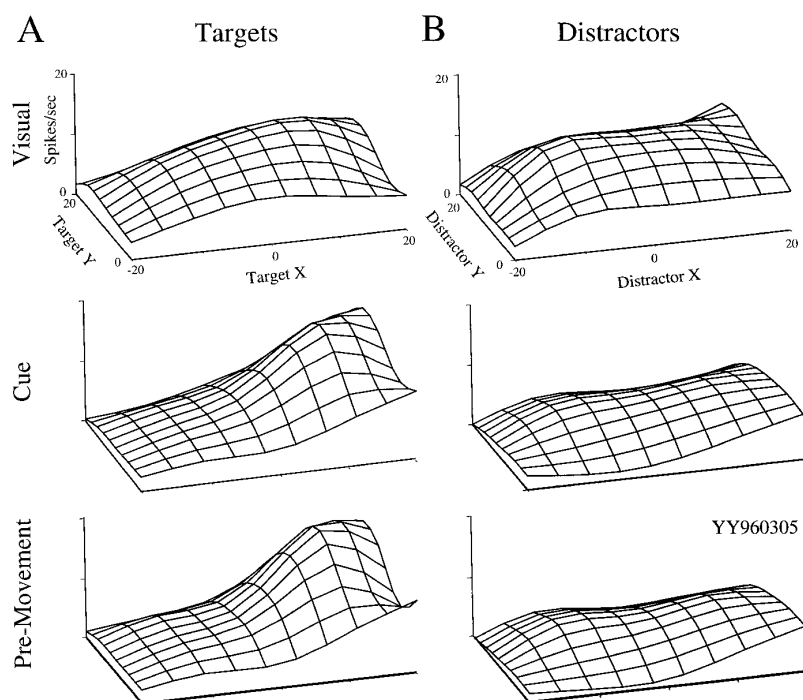 A
Targets
B
Distractors
Visual
Spikes/sec
20
0
20
Target Y
0
-20
0
Target X
20
20
0
20
Distractor Y
0
-20
0
Distractor X
20
Cue
Pre-Movement
YY960305